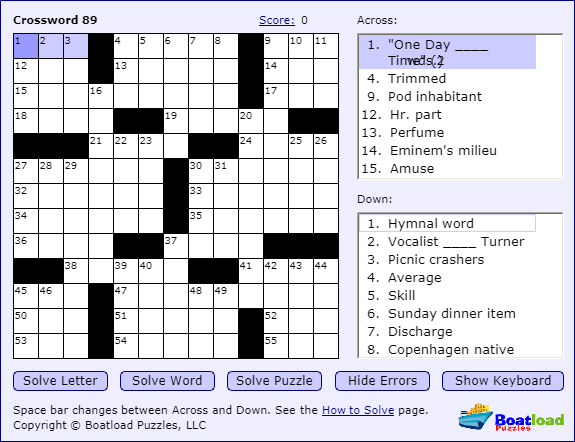 Crossword 89
Score: 0
1 2 3 4 5 6 7 8 9 10 11
12 13 14
15 16 17
18 19 20
21 22 23 24 25 26
27 28 29 30 31
32 33
34 35
36 37
38 39 40 41 42 43 44
45 46 47 48 49
50 51 52
53 54 55
Across:
1. "One Day ____
4. Trimmed
9. Pod inhabitant
12. Hr. part
13. Perfume
14. Eminem's milieu
15. Amuse
Down:
1. Hymnal word
2. Vocalist ____ Turner
3. Picnic crashers
4. Average
5. Skill
6. Sunday dinner item
7. Discharge
8. Copenhagen native
Solve Letter
Solve Word
Solve Puzzle
Hide Errors
Show Keyboard
Space bar changes between Across and Down. See the How to Solve page.
Copyright © Boatload Puzzles, LLC
Boatload
Puzzles